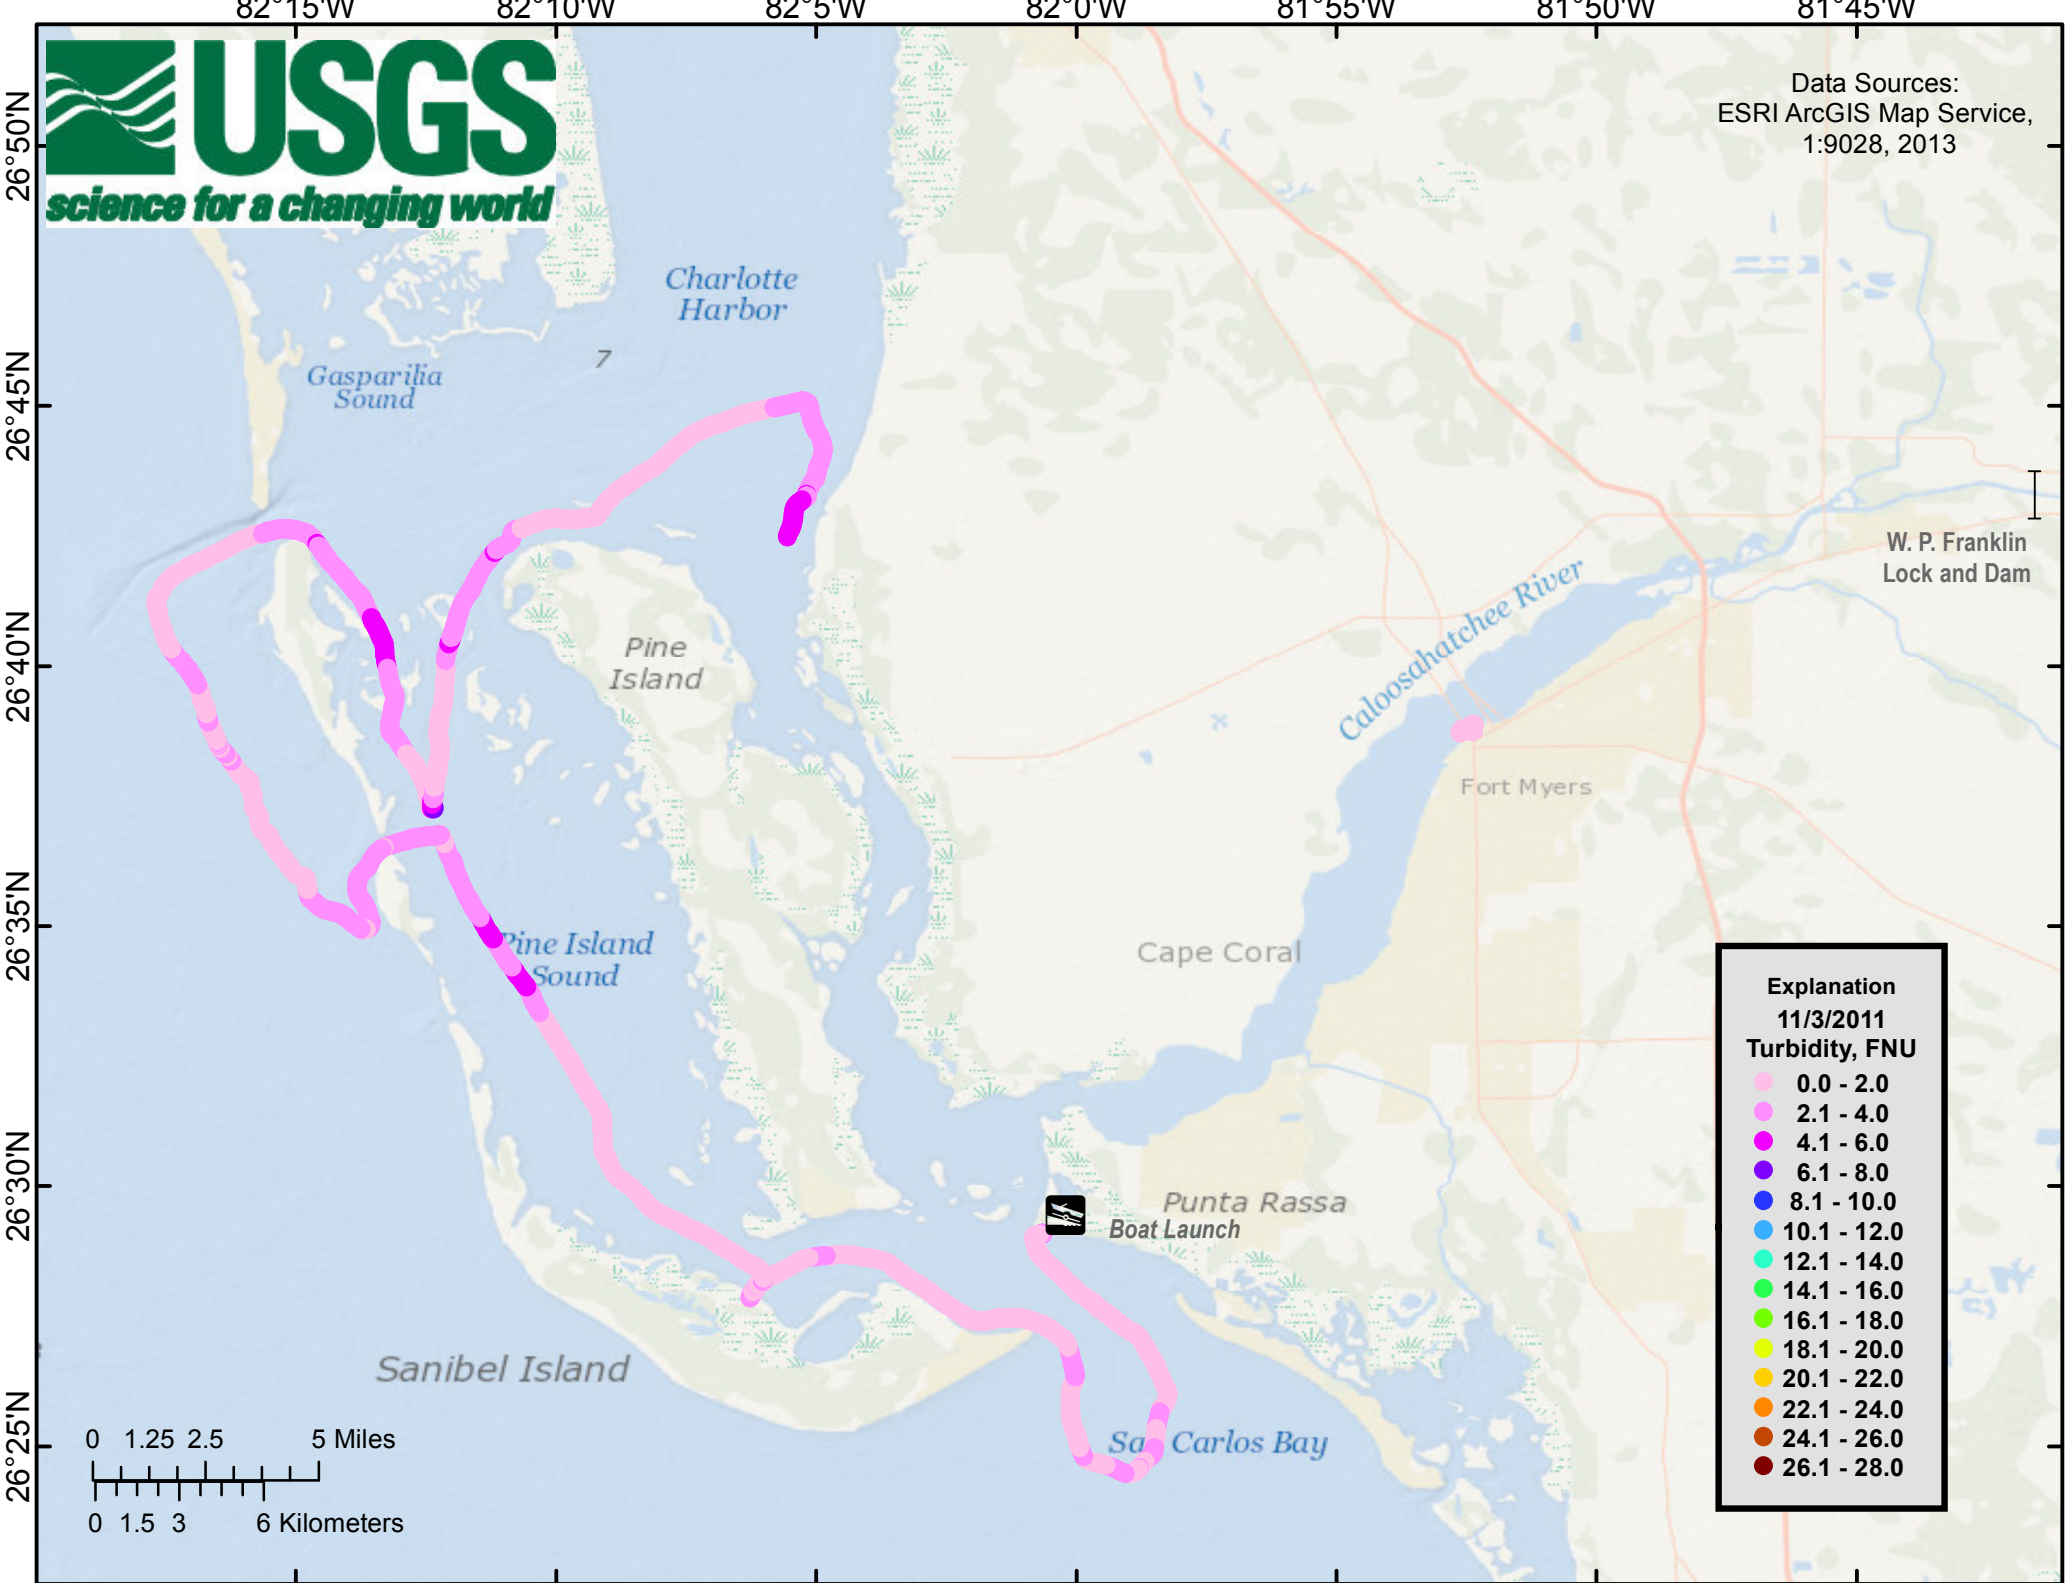 82°15'W 82°10'W 82°5'W 82°0'W 81°55'W 81°50'W 81°45'W
USGS
science for a changing world
Data Sources:
ESRI ArcGIS Map Service,
1:9028, 2013
26°50'N
26°45'N
26°40'N
26°35'N
26°30'N
26°25'N
Charlotte
Harbor
7
Gasparilia
Sound
W. P. Franklin
Lock and Dam
Caloosahatchee River
Pine
Island
Fort Myers
Pine Island
Sound
Cape Coral
Punta Rassa
Boat Launch
Sanibel Island
San Carlos Bay
Explanation
11/3/2011
Turbidity, FNU
0.0 - 2.0
2.1 - 4.0
4.1 - 6.0
6.1 - 8.0
8.1 - 10.0
10.1 - 12.0
12.1 - 14.0
14.1 - 16.0
16.1 - 18.0
18.1 - 20.0
20.1 - 22.0
22.1 - 24.0
24.1 - 26.0
26.1 - 28.0
0 1.25 2.5 5 Miles
0 1.5 3 6 Kilometers